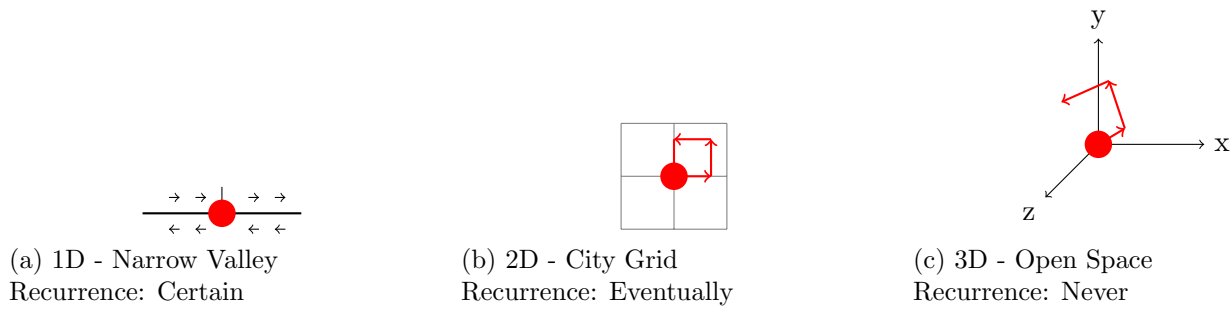 y
x
z
(a) 1D - Narrow Valley
Recurrence: Certain
(b) 2D - City Grid
Recurrence: Eventually
(c) 3D - Open Space
Recurrence: Never